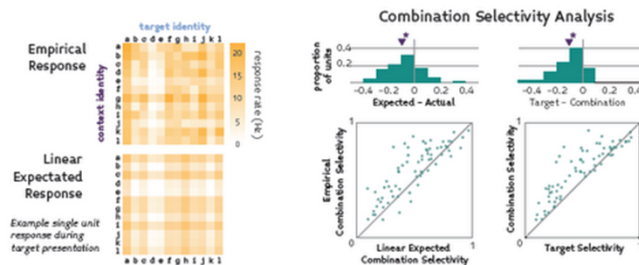 Combination Selectivity Analysis
target identity
a b c d e f g h i j k l
Empirical
Response
context identity
a
b
c
d
e
f
g
h
i
j
k
l
20
15
10
5
0
response rate (Hz)
Linear
Expectated
Response
a
b
c
d
e
f
g
h
i
j
k
l
a b c d e f g h i j k l
Example single unit
response during
target presentation
proportion
of units
0.4
0.2
*
-0.4 -0.2 0 0.2 0.4
Expected – Actual
*
-0.4 -0.2 0 0.2 0.4
Target – Combination
1
Empirical
Combination Selectivity
0
1
Linear Expected
Combination Selectivity
1
Combination Selectivity
0
1
Target Selectivity